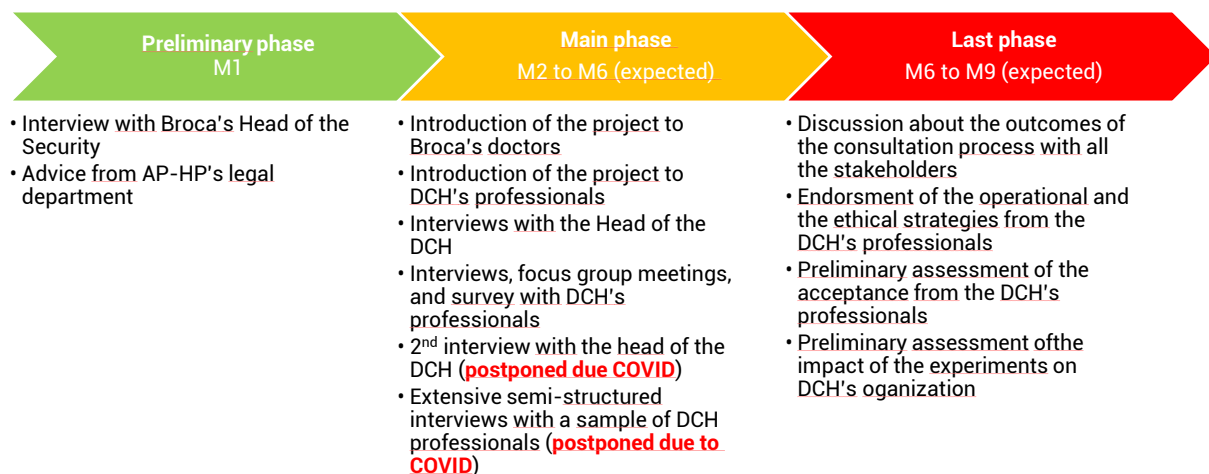 Preliminary phase
M1
• Interview with Broca's Head of the
Security
• Advice from AP-HP's legal
department
Main phase
M2 to M6 (expected)
• Introduction of the project to
Broca's doctors
• Introduction of the project to
DCH's professionals
• Interviews with the Head of the
DCH
• Interviews, focus group meetings,
and survey with DCH's
professionals
• 2nd interview with the head of the
DCH (postponed due COVID)
• Extensive semi-structured
interviews with a sample of DCH
professionals (postponed due to
COVID)
Last phase
M6 to M9 (expected)
• Discussion about the outcomes of
the consultation process with all
the stakeholders
• Endorsment of the operational and
the ethical strategies from the
DCH's professionals
• Preliminary assessment of the
acceptance from the DCH's
professionals
• Preliminary assessment ofthe
impact of the experiments on
DCH's oganization